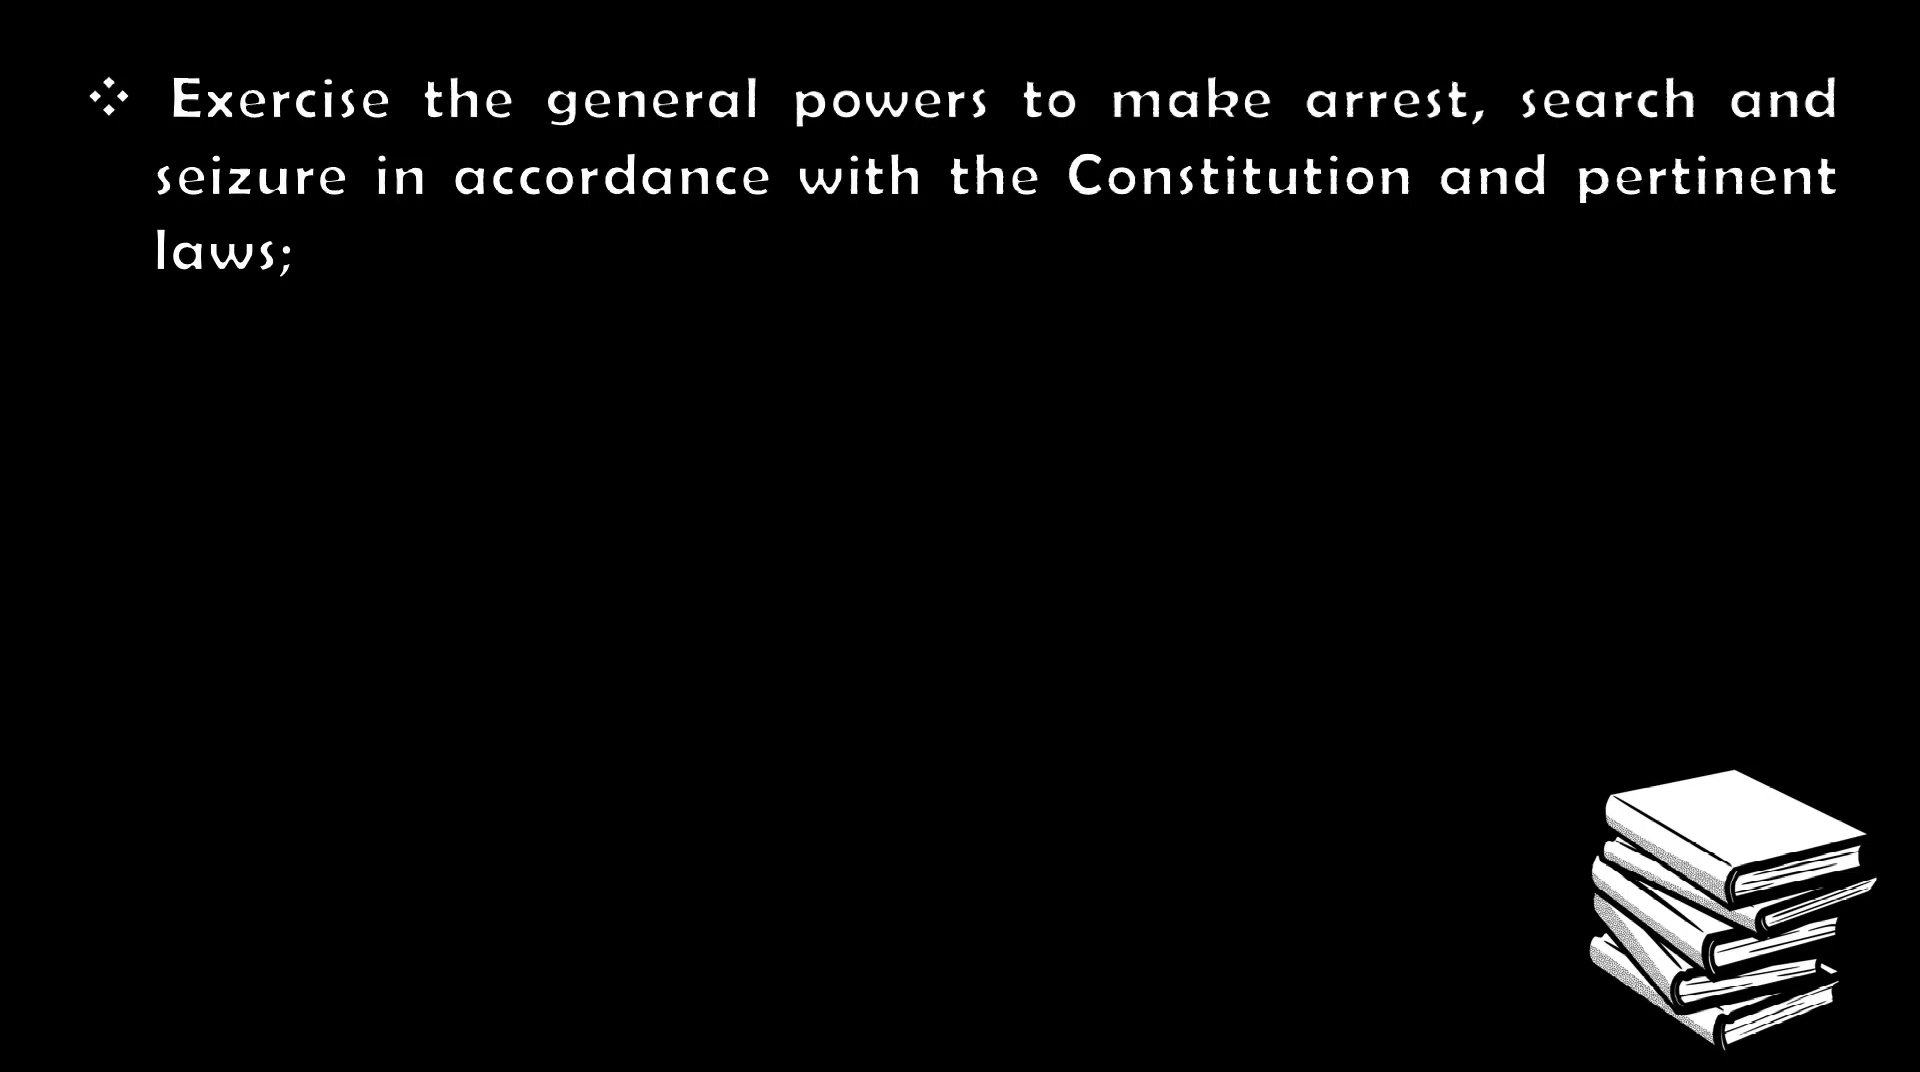 ❖ Exercise the general powers to make arrest, search and
seizure in accordance with the Constitution and pertinent
laws;